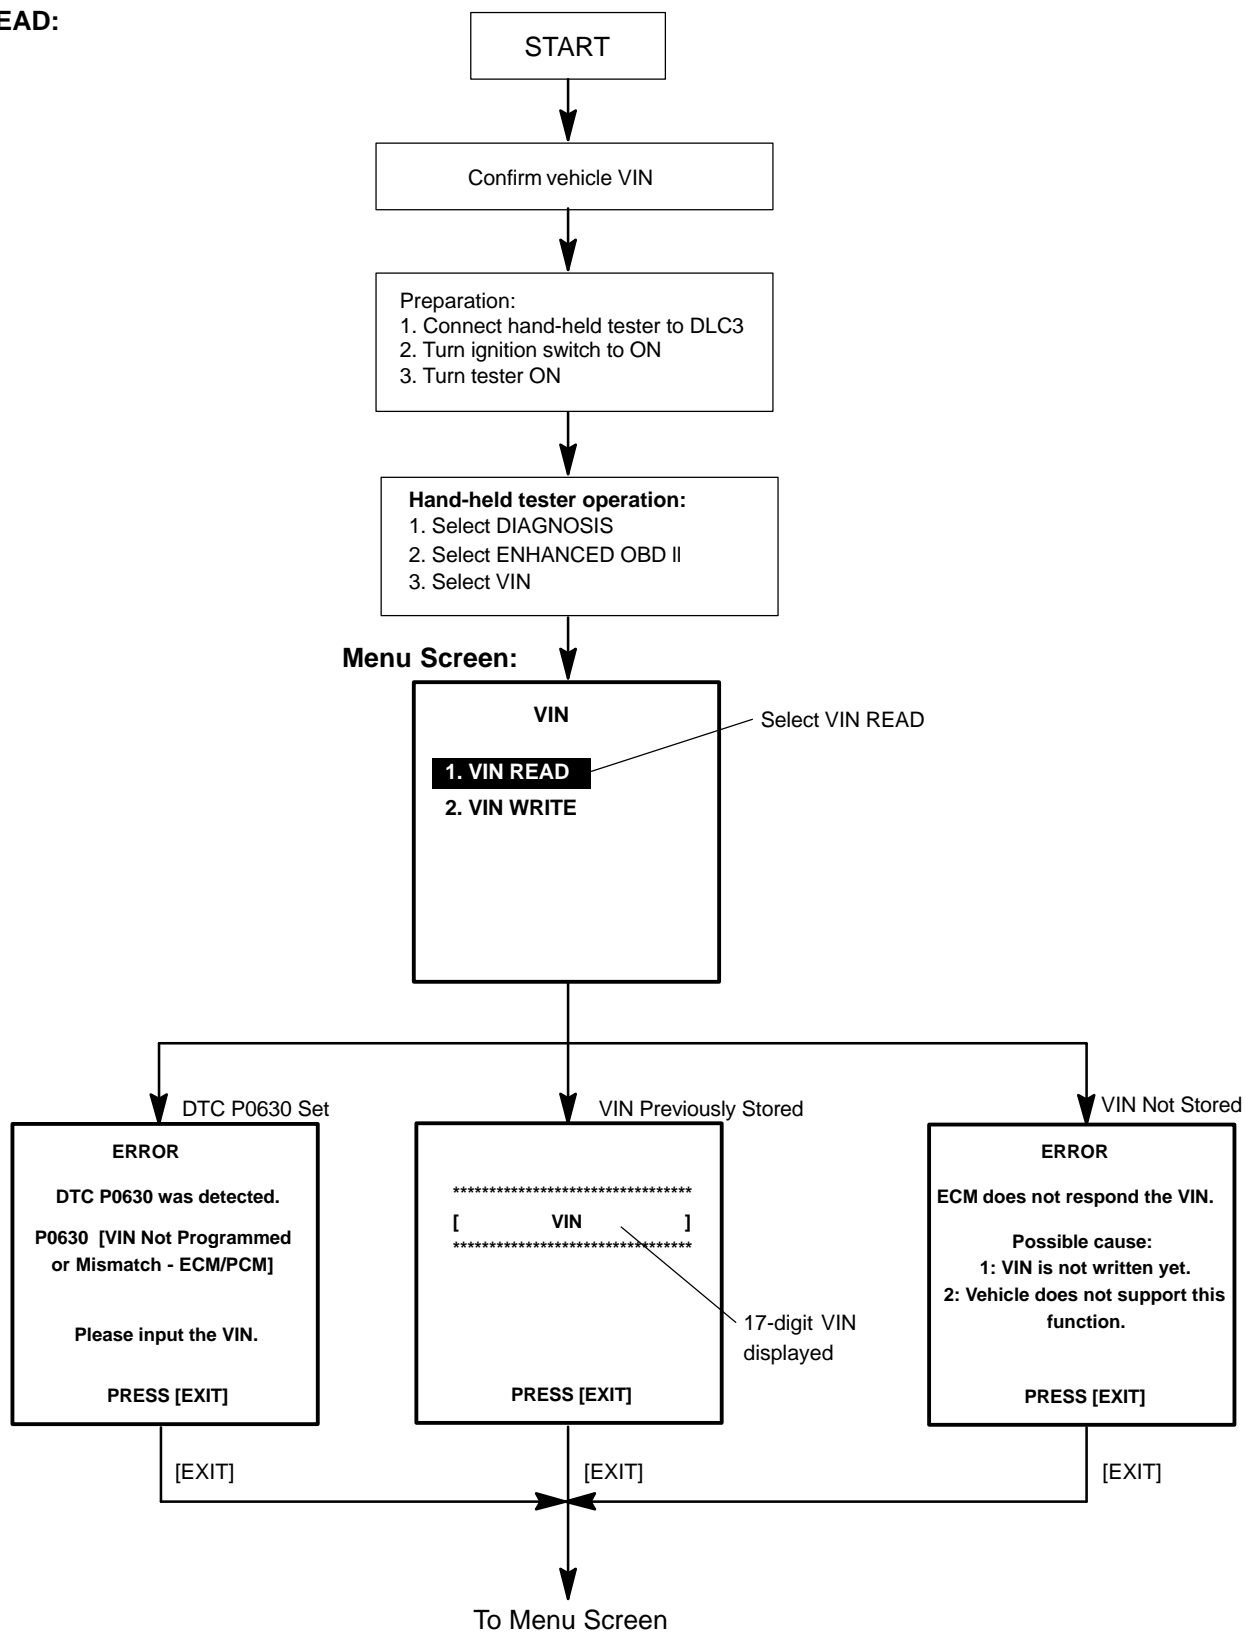 EAD:
START
Confirm vehicle VIN
Preparation:
1. Connect hand-held tester to DLC3
2. Turn ignition switch to ON
3. Turn tester ON
Hand-held tester operation:
1. Select DIAGNOSIS
2. Select ENHANCED OBD II
3. Select VIN
Menu Screen:
VIN
Select VIN READ
1. VIN READ
2. VIN WRITE
DTC P0630 Set
ERROR
DTC P0630 was detected.
P0630 [VIN Not Programmed
or Mismatch - ECM/PCM]
Please input the VIN.
PRESS [EXIT]
[EXIT]
VIN Previously Stored
*********************************
[ VIN ]
*********************************
17-digit VIN
displayed
PRESS [EXIT]
[EXIT]
VIN Not Stored
ERROR
ECM does not respond the VIN.
Possible cause:
1: VIN is not written yet.
2: Vehicle does not support this
function.
PRESS [EXIT]
[EXIT]
To Menu Screen